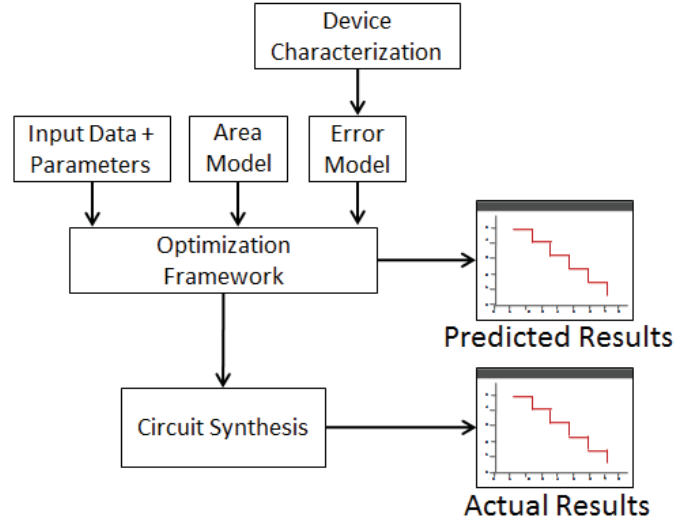 Device
Characterization
Input Data +
Parameters
Area
Model
Error
Model
Optimization
Framework
Predicted Results
Circuit Synthesis
Actual Results